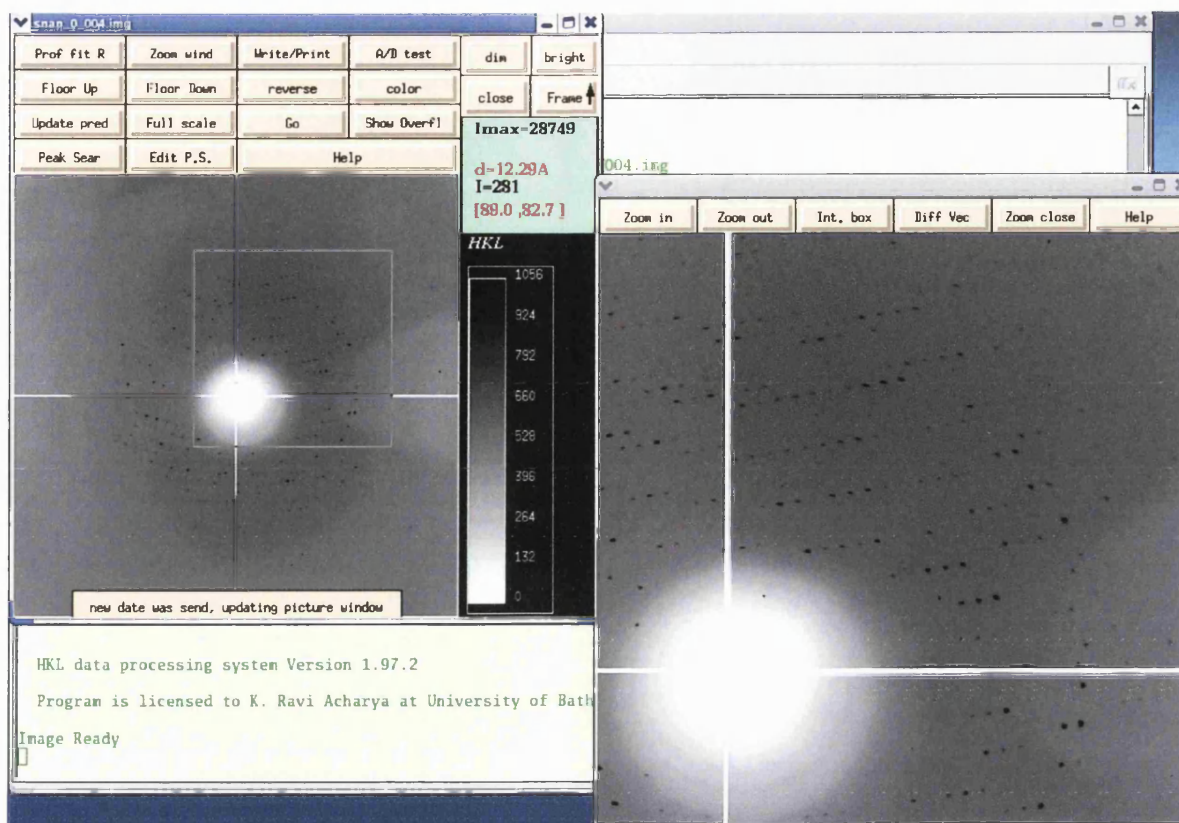 snap_0_004.img
Prof fit R
Zoom wind
Write/Print
A/D test
dim
bright
Floor Up
Floor Down
reverse
color
close
Frame
Update pred
Full scale
Go
Show Overfl
Peak Sear
Edit P.S.
Help
Imax=28749
d=12.29A
I=281
[89.0 ,82.7 ]
HKL
1056
924
792
660
528
396
264
132
0
new date was send, updating picture window
004.img
Zoom in
Zoom out
Int. box
Diff Vec
Zoom close
Help
HKL data processing system Version 1.97.2
Program is licensed to K. Ravi Acharya at University of Bath
Image Ready